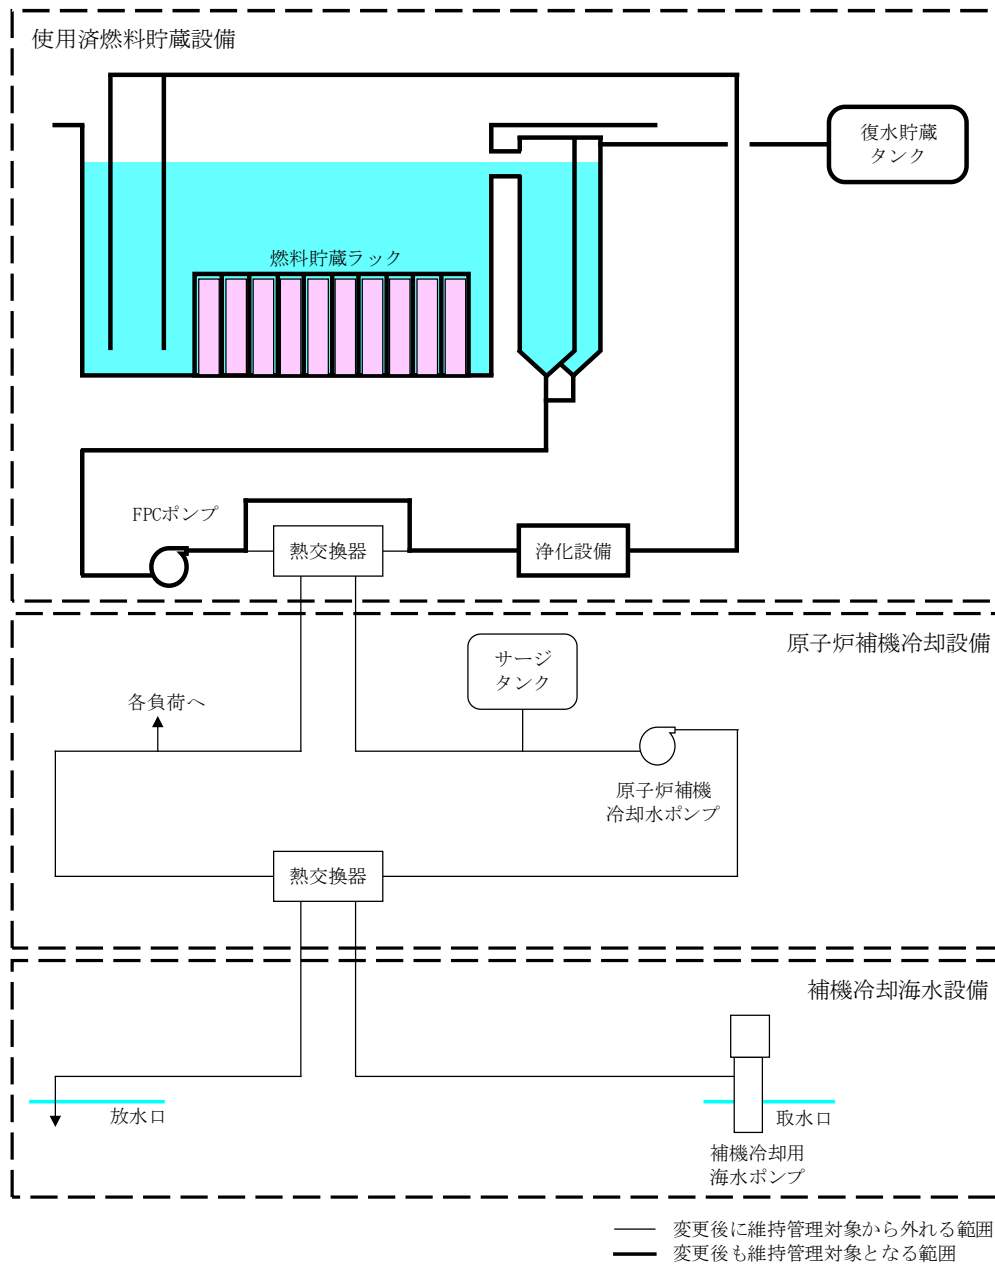 使用済燃料貯蔵設備
復水貯蔵
タンク
燃料貯蔵ラック
FPCポンプ
熱交換器
浄化設備
原子炉補機冷却設備
サージ
タンク
各負荷へ
原子炉補機
冷却水ポンプ
熱交換器
補機冷却海水設備
放水口
取水口
補機冷却用
海水ポンプ
変更後に維持管理対象から外れる範囲
変更後も維持管理対象となる範囲